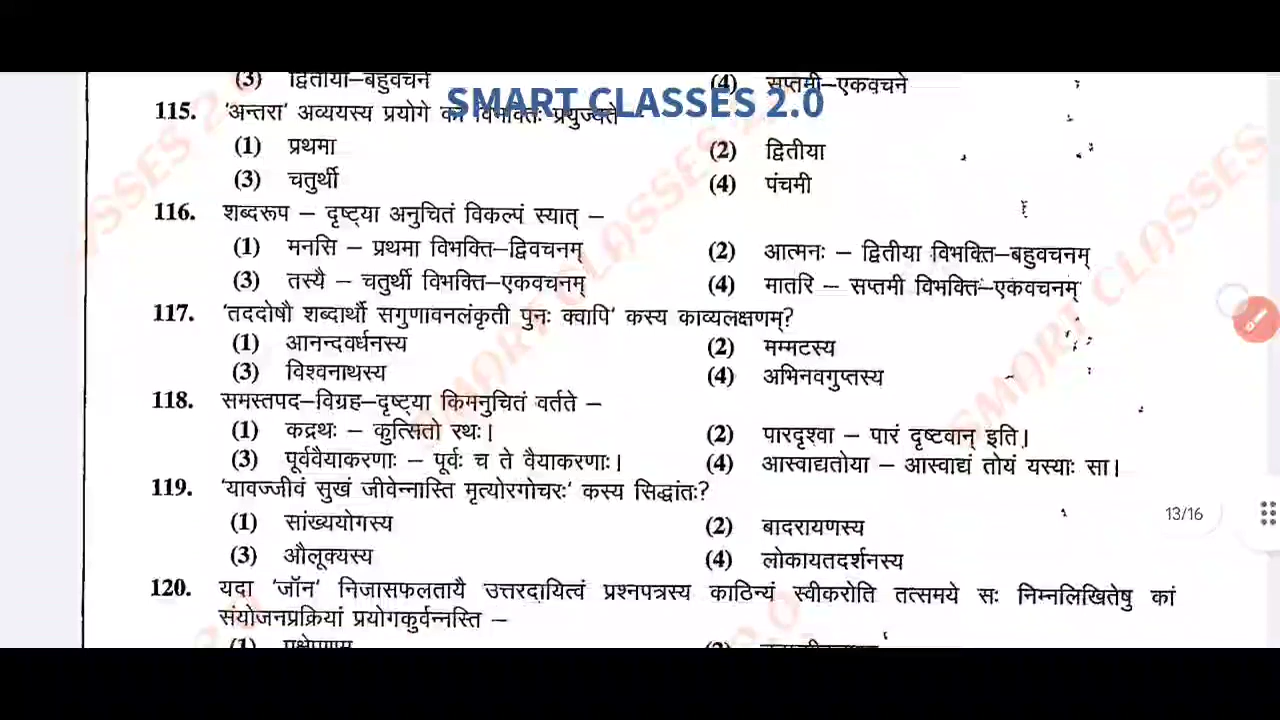 (3) द्वितीया–बहुवचने (4) सप्तमी–एकवचने
SMART CLASSES 2.0
115. 'अन्तरा' अव्ययस्य प्रयोगे का विभक्तिः प्रयुज्यते –
(1) प्रथमा (2) द्वितीया
(3) चतुर्थी (4) पंचमी
116. शब्दरूप – दृष्ट्या अनुचितं विकल्पं स्यात् –
(1) मनसि – प्रथमा विभक्ति–द्विवचनम् (2) आत्मनः – द्वितीया विभक्ति–बहुवचनम्
(3) तस्यै – चतुर्थी विभक्ति–एकवचनम् (4) मातरि – सप्तमी विभक्ति–एकवचनम्
117. 'तददोषौ शब्दार्थौ सगुणावनलंकृती पुनः क्वापि' कस्य काव्यलक्षणम्?
(1) आनन्दवर्धनस्य (2) मम्मटस्य
(3) विश्वनाथस्य (4) अभिनवगुप्तस्य
118. समस्तपद–विग्रह–दृष्ट्या किमनुचितं वर्तते –
(1) कद्रथः – कुत्सितो रथः। (2) पारदृश्वा – पारं दृष्टवान् इति।
(3) पूर्ववैयाकरणाः – पूर्वः च ते वैयाकरणाः। (4) आस्वाद्यतोया – आस्वाद्यं तोयं यस्याः सा।
119. 'यावज्जीवं सुखं जीवेन्नास्ति मृत्योरगोचरः' कस्य सिद्धांतः?
(1) सांख्ययोगस्य (2) बादरायणस्य
13/16
(3) औलूक्यस्य (4) लोकायतदर्शनस्य
120. यदा 'जॉन' निजासफलतायै उत्तरदायित्वं प्रश्नपत्रस्य काठिन्यं स्वीकरोति तत्समये सः निम्नलिखितेषु कां
संयोजनप्रक्रियां प्रयोगकुर्वन्नस्ति –
(1) प्रक्षेपणम्